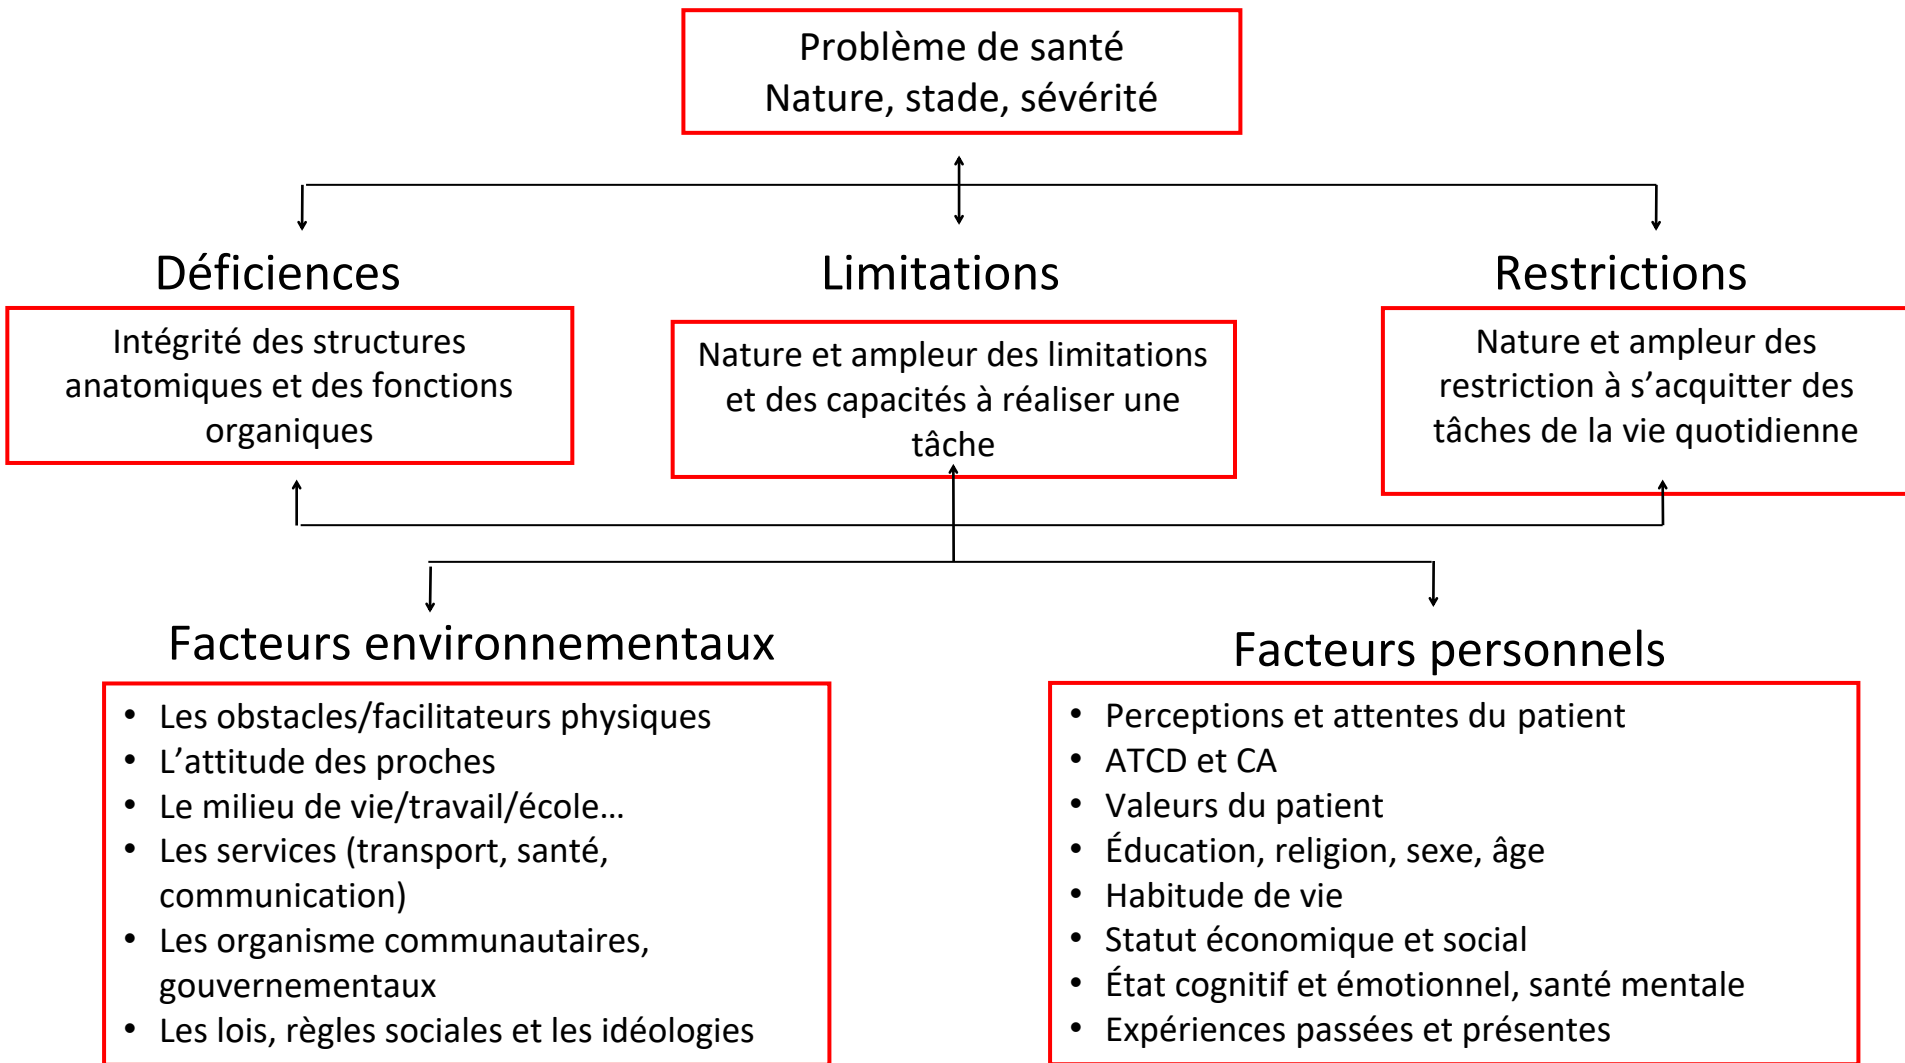 Problème de santé
Nature, stade, sévérité
Déficiences
Limitations
Restrictions
Intégrité des structures
anatomiques et des fonctions
organiques
Nature et ampleur des limitations
et des capacités à réaliser une
tâche
Nature et ampleur des
restriction à s’acquitter des
tâches de la vie quotidienne
Facteurs environnementaux
• Les obstacles/facilitateurs physiques
• L’attitude des proches
• Le milieu de vie/travail/école…
• Les services (transport, santé,
communication)
• Les organisme communautaires,
gouvernementaux
• Les lois, règles sociales et les idéologies
Facteurs personnels
• Perceptions et attentes du patient
• ATCD et CA
• Valeurs du patient
• Éducation, religion, sexe, âge
• Habitude de vie
• Statut économique et social
• État cognitif et émotionnel, santé mentale
• Expériences passées et présentes